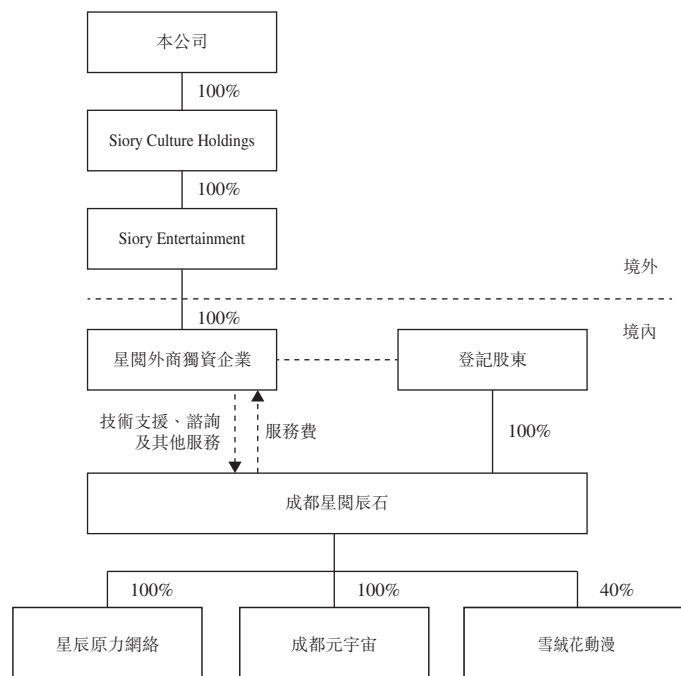 本公司
100%
Siory Culture Holdings
100%
Siory Entertainment
境外
100%
境內
星閱外商獨資企業
登記股東
技術支援、諮詢
及其他服務
服務費
100%
成都星閱辰石
100%
100%
40%
星辰原力網絡
成都元宇宙
雪絨花動漫